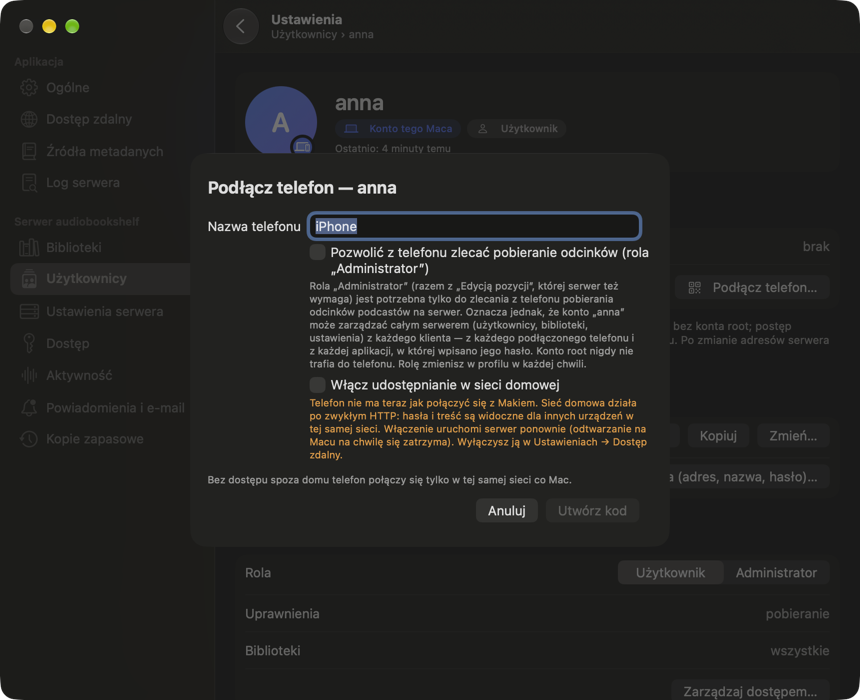 Ustawienia
Użytkownicy › anna
Aplikacja
Ogólne
Dostęp zdalny
Źródła metadanych
Log serwera
Serwer audiobookshelf
Biblioteki
Użytkownicy
Ustawienia serwera
Dostęp
Aktywność
Powiadomienia i e-mail
Kopie zapasowe
A
anna
Konto tego Maca
Użytkownik
Ostatnio: 4 minuty temu
Podłącz telefon — anna
Nazwa telefonu
iPhone
Pozwolić z telefonu zlecać pobieranie odcinków (rola
„Administrator”)
Rola „Administrator” (razem z „Edycją pozycji”, której serwer też
wymaga) jest potrzebna tylko do zlecania z telefonu pobierania
odcinków podcastów na serwer. Oznacza jednak, że konto „anna”
może zarządzać całym serwerem (użytkownicy, biblioteki,
ustawienia) z każdego klienta — z każdego podłączonego telefonu i
z każdej aplikacji, w której wpisano jego hasło. Konto root nigdy nie
trafia do telefonu. Rolę zmienisz w profilu w każdej chwili.
Włącz udostępnianie w sieci domowej
Telefon nie ma teraz jak połączyć się z Makiem. Sieć domowa działa
po zwykłym HTTP: hasła i treść są widoczne dla innych urządzeń w
tej samej sieci. Włączenie uruchomi serwer ponownie (odtwarzanie na
Macu na chwilę się zatrzyma). Wyłączysz ją w Ustawieniach → Dostęp
zdalny.
Bez dostępu spoza domu telefon połączy się tylko w tej samej sieci co Mac.
Anuluj
Utwórz kod
brak
Podłącz telefon...
bez konta root; postęp
u. Po zmianie adresów serwera
Kopiuj
Zmień...
a (adres, nazwa, hasło)...
Rola
Użytkownik
Administrator
Uprawnienia
pobieranie
Biblioteki
wszystkie
Zarządzaj dostępem...